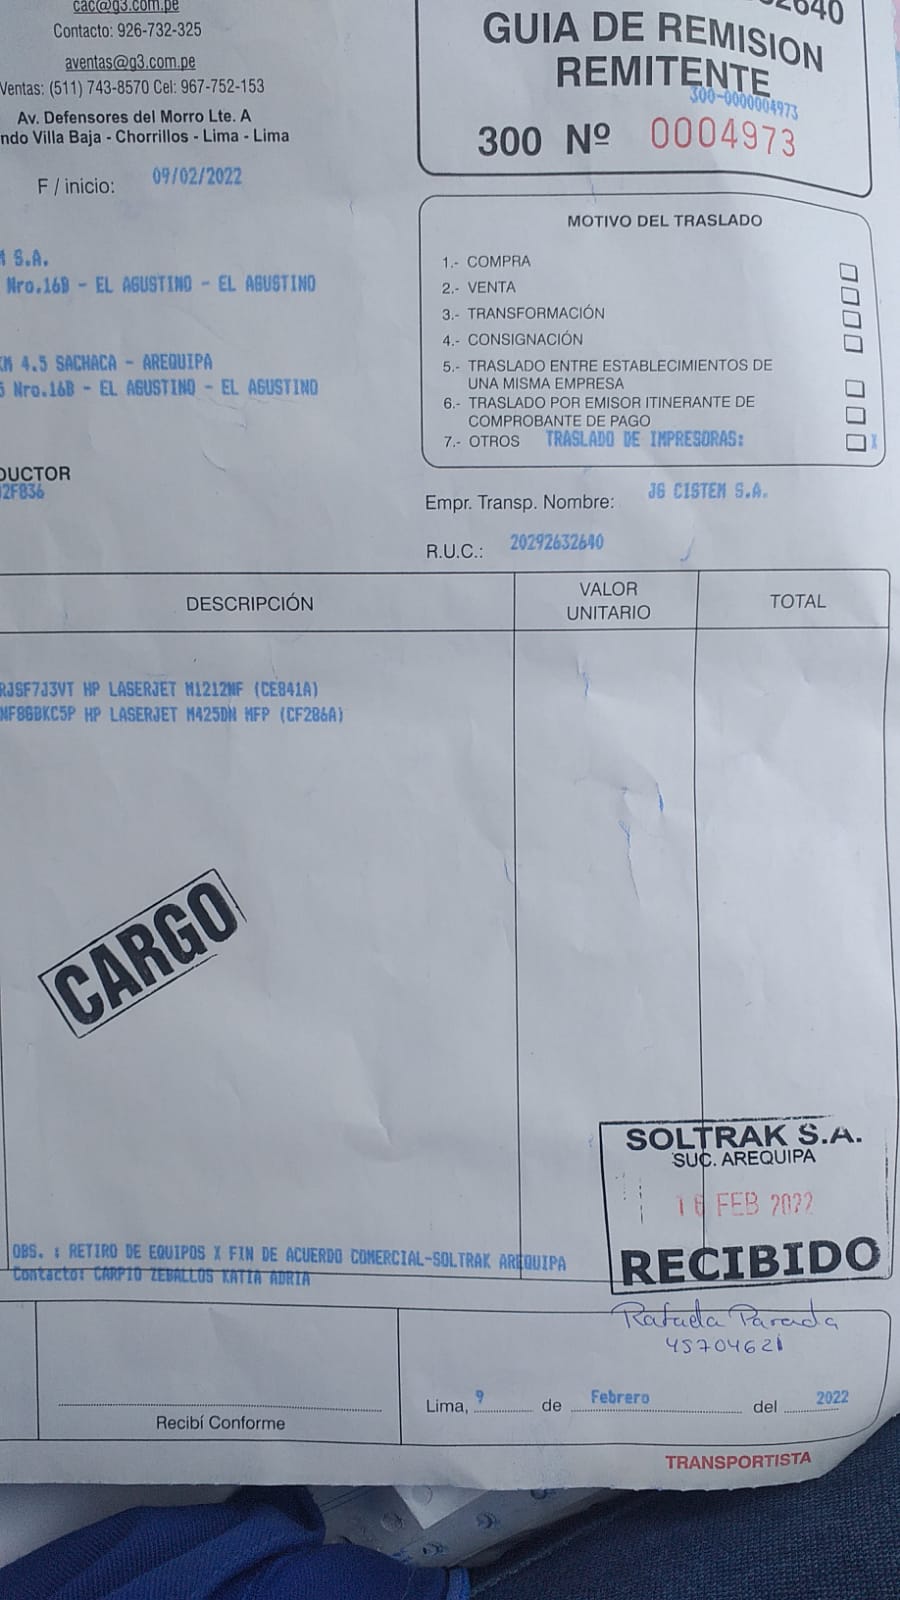 cac@g3.com.pe
Contacto: 926-732-325
aventas@g3.com.pe
Ventas: (511) 743-8570 Cel: 967-752-153
Av. Defensores del Morro Lte. A
ndo Villa Baja - Chorrillos - Lima - Lima
F / inicio: 09/02/2022
2640
GUIA DE REMISION
REMITENTE
300-0000004973
300 Nº 0004973
MOTIVO DEL TRASLADO
1.- COMPRA
2.- VENTA
3.- TRANSFORMACIÓN
4.- CONSIGNACIÓN
5.- TRASLADO ENTRE ESTABLECIMIENTOS DE
UNA MISMA EMPRESA
6.- TRASLADO POR EMISOR ITINERANTE DE
COMPROBANTE DE PAGO
7.- OTROS TRASLADO DE IMPRESORAS: X
S.A.
Nro.16B - EL AGUSTINO - EL AGUSTINO
KM 4.5 SACHACA - AREQUIPA
Nro.16B - EL AGUSTINO - EL AGUSTINO
DUCTOR
2F836
Empr. Transp. Nombre: JG CISTEM S.A.
R.U.C.: 20292632640
DESCRIPCIÓN
VALOR
UNITARIO
TOTAL
RJSF7J3VT HP LASERJET M1212NF (CE841A)
NF8GBKC5P HP LASERJET M425DN MFP (CF286A)
CARGO
SOLTRAK S.A.
SUC. AREQUIPA
16 FEB 2022
RECIBIDO
OBS. : RETIRO DE EQUIPOS X FIN DE ACUERDO COMERCIAL-SOLTRAK AREQUIPA
Contacto: CARPIO ZEBALLOS KATIA ADRIA
Rafaela Parada
45704621
Recibí Conforme
Lima, 9 de Febrero del 2022
TRANSPORTISTA